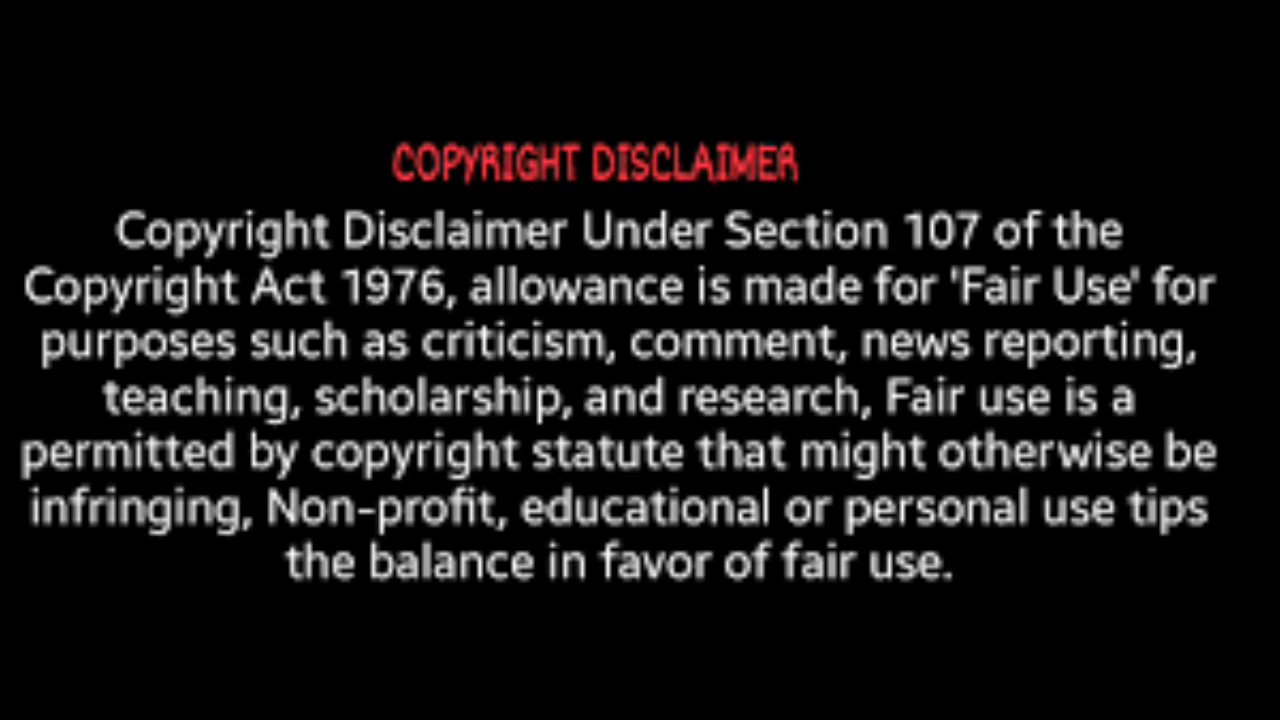 COPYRIGHT DISCLAIMER
Copyright Disclaimer Under Section 107 of the
Copyright Act 1976, allowance is made for 'Fair Use' for
purposes such as criticism, comment, news reporting,
teaching, scholarship, and research, Fair use is a
permitted by copyright statute that might otherwise be
infringing, Non-profit, educational or personal use tips
the balance in favor of fair use.